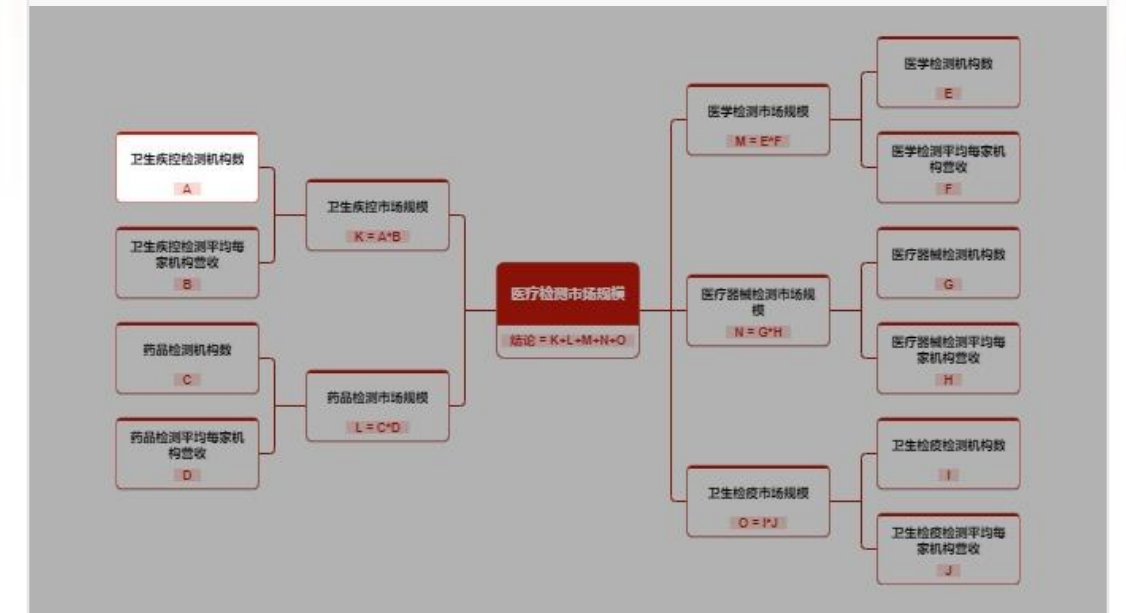 卫生疾控检测机构数
A
卫生疾控检测平均每
家机构营收
B
卫生疾控市场规模
K = A*B
药品检测机构数
C
药品检测平均每家机
构营收
D
药品检测市场规模
L = C*D
医疗检测市场规模
结论 = K+L+M+N+O
医学检测市场规模
M = E*F
医学检测机构数
E
医学检测平均每家机
构营收
F
医疗器械检测市场规
模
N = G*H
医疗器械检测机构数
G
医疗器械检测平均每
家机构营收
H
卫生检疫市场规模
O = I*J
卫生检疫检测机构数
I
卫生检疫检测平均每
家机构营收
J